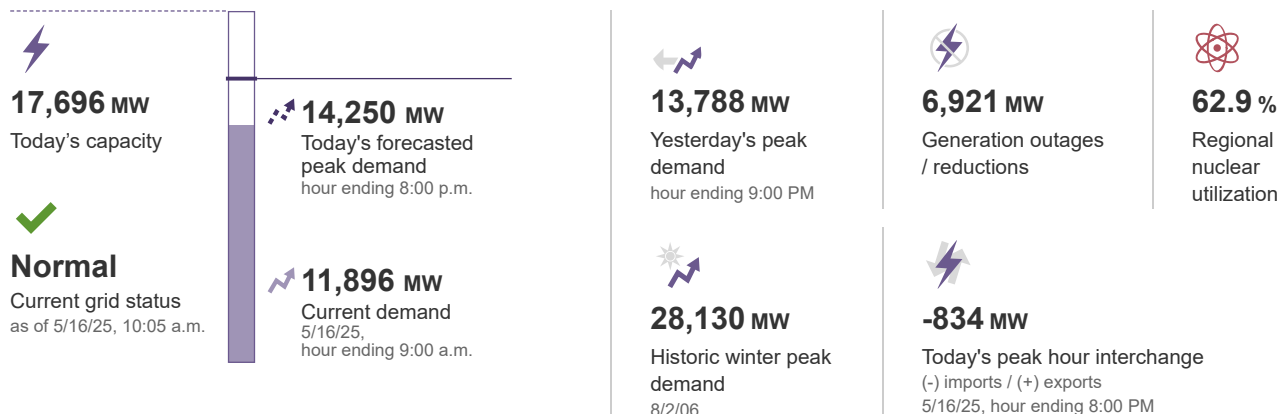 17,696 MW
Today’s capacity
Normal
Current grid status
as of 5/16/25, 10:05 a.m.
14,250 MW
Today's forecasted
peak demand
hour ending 8:00 p.m.
11,896 MW
Current demand
5/16/25,
hour ending 9:00 a.m.
13,788 MW
Yesterday's peak
demand
hour ending 9:00 PM
6,921 MW
Generation outages
/ reductions
62.9 %
Regional
nuclear
utilization
28,130 MW
Historic winter peak
demand
8/2/06
-834 MW
Today's peak hour interchange
(-) imports / (+) exports
5/16/25, hour ending 8:00 PM